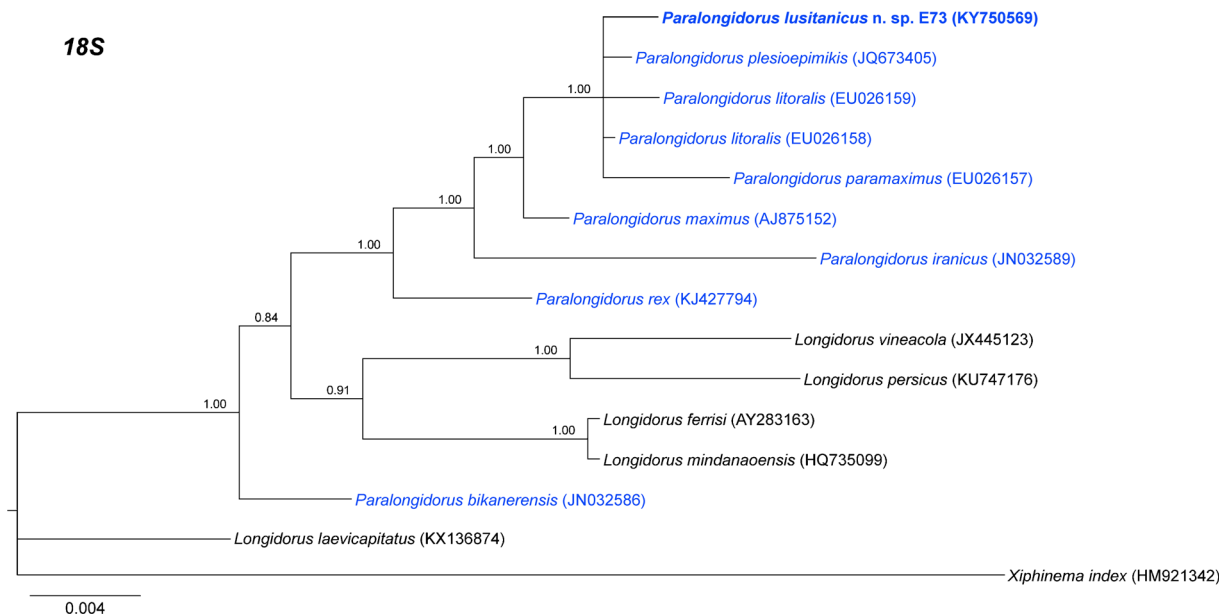 18S
Paralongidorus lusitanicus n. sp. E73 (KY750569)
Paralongidorus plesioepimikis (JQ673405)
1.00
Paralongidorus litoralis (EU026159)
Paralongidorus litoralis (EU026158)
1.00
Paralongidorus paramaximus (EU026157)
1.00
Paralongidorus maximus (AJ875152)
1.00
Paralongidorus iranicus (JN032589)
Paralongidorus rex (KJ427794)
0.84
Longidorus vineacola (JX445123)
1.00
Longidorus persicus (KU747176)
0.91
1.00
Longidorus ferrisi (AY283163)
1.00
Longidorus mindanaoensis (HQ735099)
Paralongidorus bikanerensis (JN032586)
Longidorus laevicapitatus (KX136874)
Xiphinema index (HM921342)
0.004